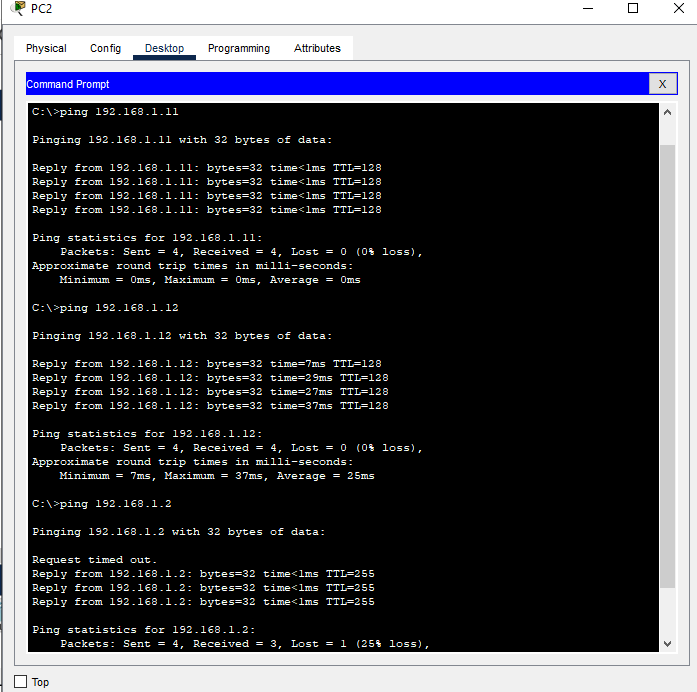 PC2
Physical Config Desktop Programming Attributes
Command Prompt X
C:\>ping 192.168.1.11
Pinging 192.168.1.11 with 32 bytes of data:
Reply from 192.168.1.11: bytes=32 time<1ms TTL=128
Reply from 192.168.1.11: bytes=32 time<1ms TTL=128
Reply from 192.168.1.11: bytes=32 time<1ms TTL=128
Reply from 192.168.1.11: bytes=32 time<1ms TTL=128
Ping statistics for 192.168.1.11:
Packets: Sent = 4, Received = 4, Lost = 0 (0% loss),
Approximate round trip times in milli-seconds:
Minimum = 0ms, Maximum = 0ms, Average = 0ms
C:\>ping 192.168.1.12
Pinging 192.168.1.12 with 32 bytes of data:
Reply from 192.168.1.12: bytes=32 time=7ms TTL=128
Reply from 192.168.1.12: bytes=32 time=29ms TTL=128
Reply from 192.168.1.12: bytes=32 time=27ms TTL=128
Reply from 192.168.1.12: bytes=32 time=37ms TTL=128
Ping statistics for 192.168.1.12:
Packets: Sent = 4, Received = 4, Lost = 0 (0% loss),
Approximate round trip times in milli-seconds:
Minimum = 7ms, Maximum = 37ms, Average = 25ms
C:\>ping 192.168.1.2
Pinging 192.168.1.2 with 32 bytes of data:
Request timed out.
Reply from 192.168.1.2: bytes=32 time<1ms TTL=255
Reply from 192.168.1.2: bytes=32 time<1ms TTL=255
Reply from 192.168.1.2: bytes=32 time<1ms TTL=255
Ping statistics for 192.168.1.2:
Packets: Sent = 4, Received = 3, Lost = 1 (25% loss),
Top